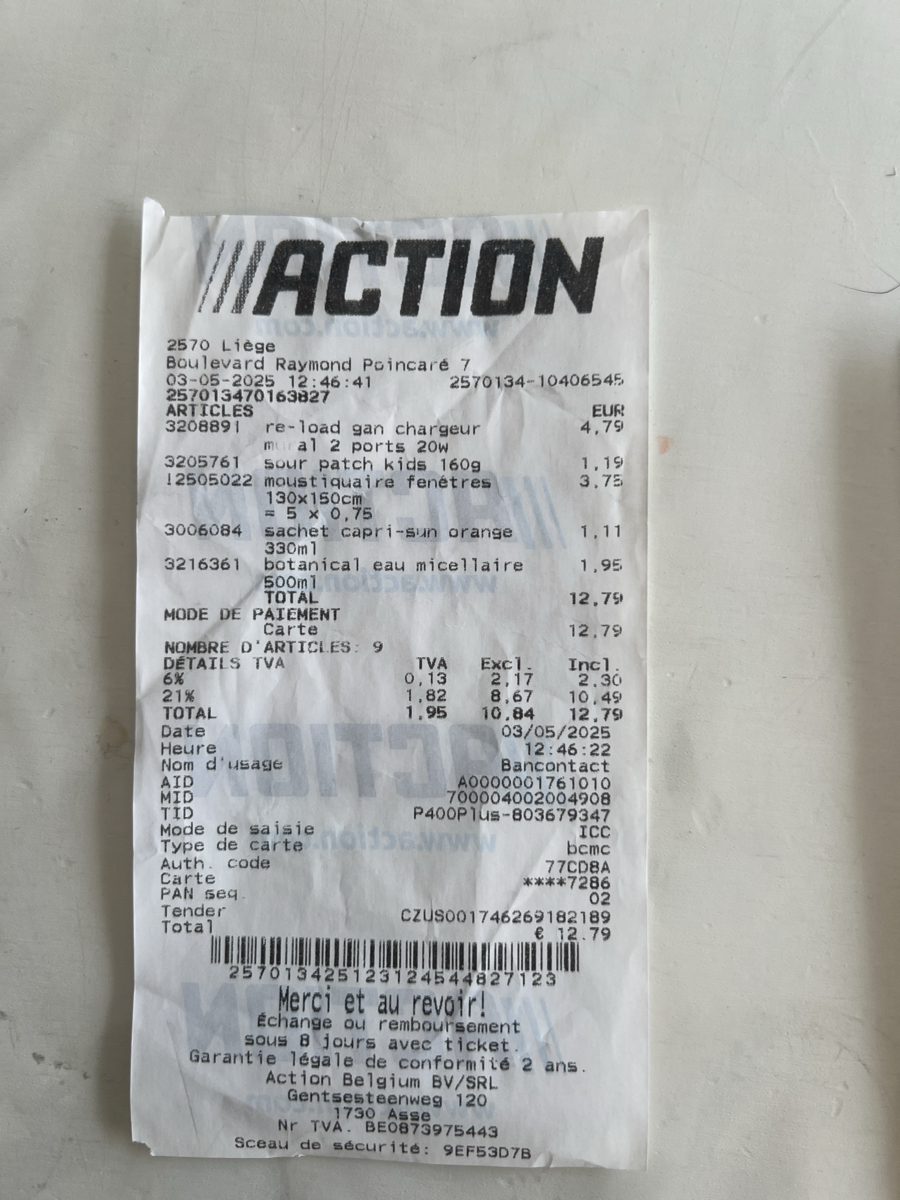 ACTION
2570 Liège
Boulevard Raymond Poincaré 7
03-05-2025 12:46:41 2570134-10406545
257013470163827
ARTICLES EUR
3208891 re-load gan chargeur 4,79
mural 2 ports 20w
3205761 sour patch kids 160g 1,19
12505022 moustiquaire fenêtres 3,75
130x150cm
= 5 x 0,75
3006084 sachet capri-sun orange 1,11
330ml
3216361 botanical eau micellaire 1,95
500ml
TOTAL 12,79
MODE DE PAIEMENT
Carte 12,79
NOMBRE D'ARTICLES: 9
DÉTAILS TVA TVA Excl. Incl.
6% 0,13 2,17 2,30
21% 1,82 8,67 10,49
TOTAL 1,95 10,84 12,79
Date 03/05/2025
Heure 12:46:22
Nom d'usage Bancontact
AID A0000001761010
MID 700004002004908
TID P400Plus-803679347
Mode de saisie ICC
Type de carte bcmc
Auth. code 77CD8A
Carte ****7286
PAN seq. 02
Tender CZUS001746269182189
Total € 12.79
257013425123124544827123
Merci et au revoir!
Échange ou remboursement
sous 8 jours avec ticket.
Garantie légale de conformité 2 ans.
Action Belgium BV/SRL
Gentsesteenweg 120
1730 Asse
Nr TVA. BE0873975443
Sceau de sécurité: 9EF53D7B